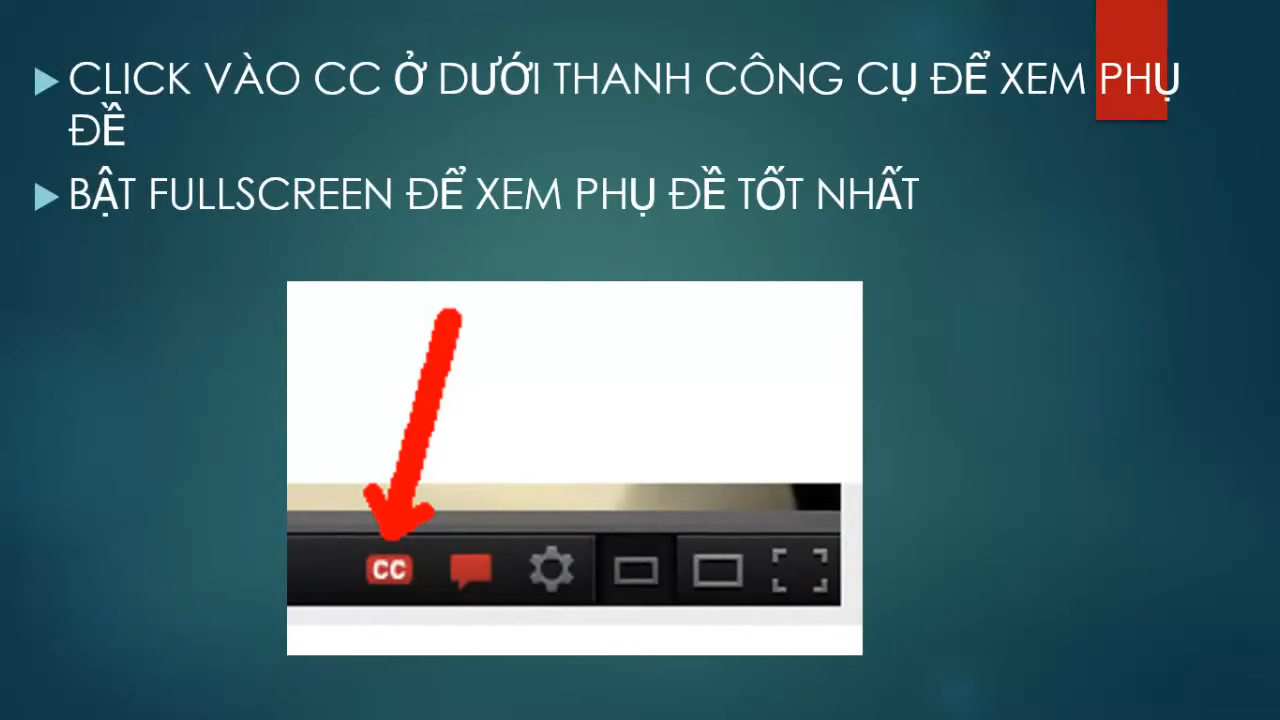 CLICK VÀO CC Ở DƯỚI THANH CÔNG CỤ ĐỂ XEM PHỤ
ĐỀ
BẬT FULLSCREEN ĐỂ XEM PHỤ ĐỀ TỐT NHẤT
CC